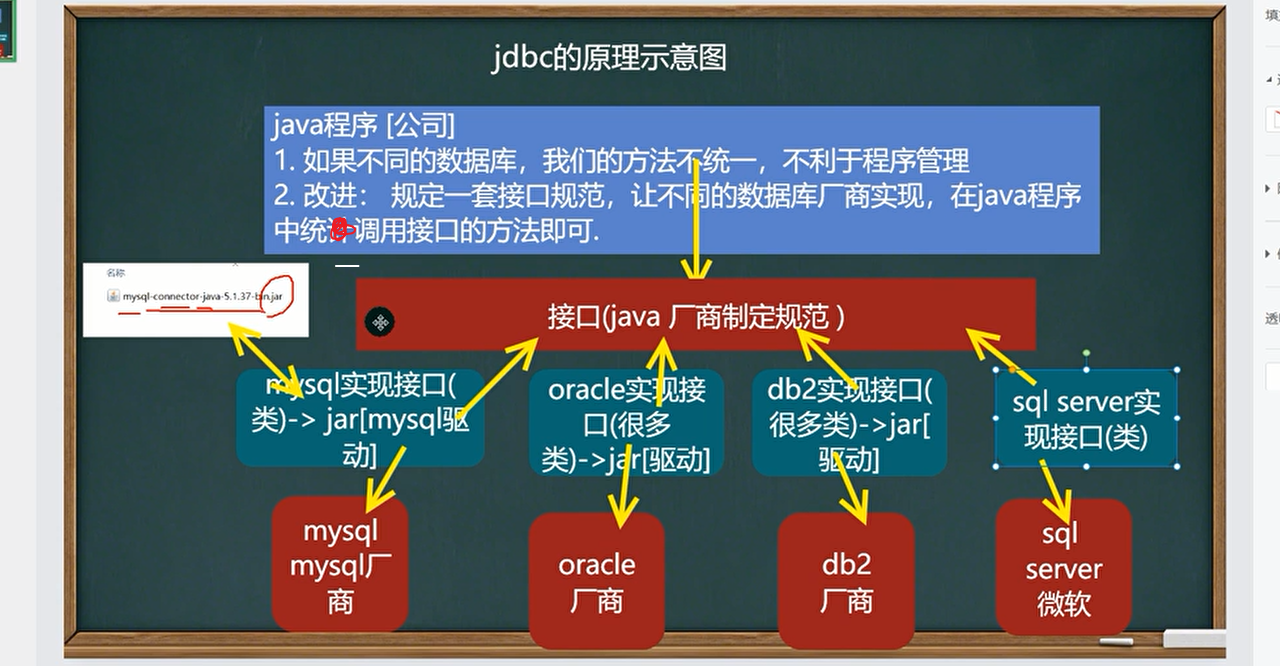 jdbc的原理示意图
java程序 [公司]
1. 如果不同的数据库，我们的方法不统一，不利于程序管理
2. 改进： 规定一套接口规范，让不同的数据库厂商实现，在java程序
中统 调用接口的方法即可.
名称
mysql-connector-java-5.1.37-bin.jar
接口(java 厂商制定规范 )
mysql实现接口(
类)-> jar[mysql驱
动]
oracle实现接
口(很多
类)->jar[驱动]
db2实现接口(
很多类)->jar[
驱动]
sql server实
现接口(类)
mysql
mysql厂
商
oracle
厂商
db2
厂商
sql
server
微软